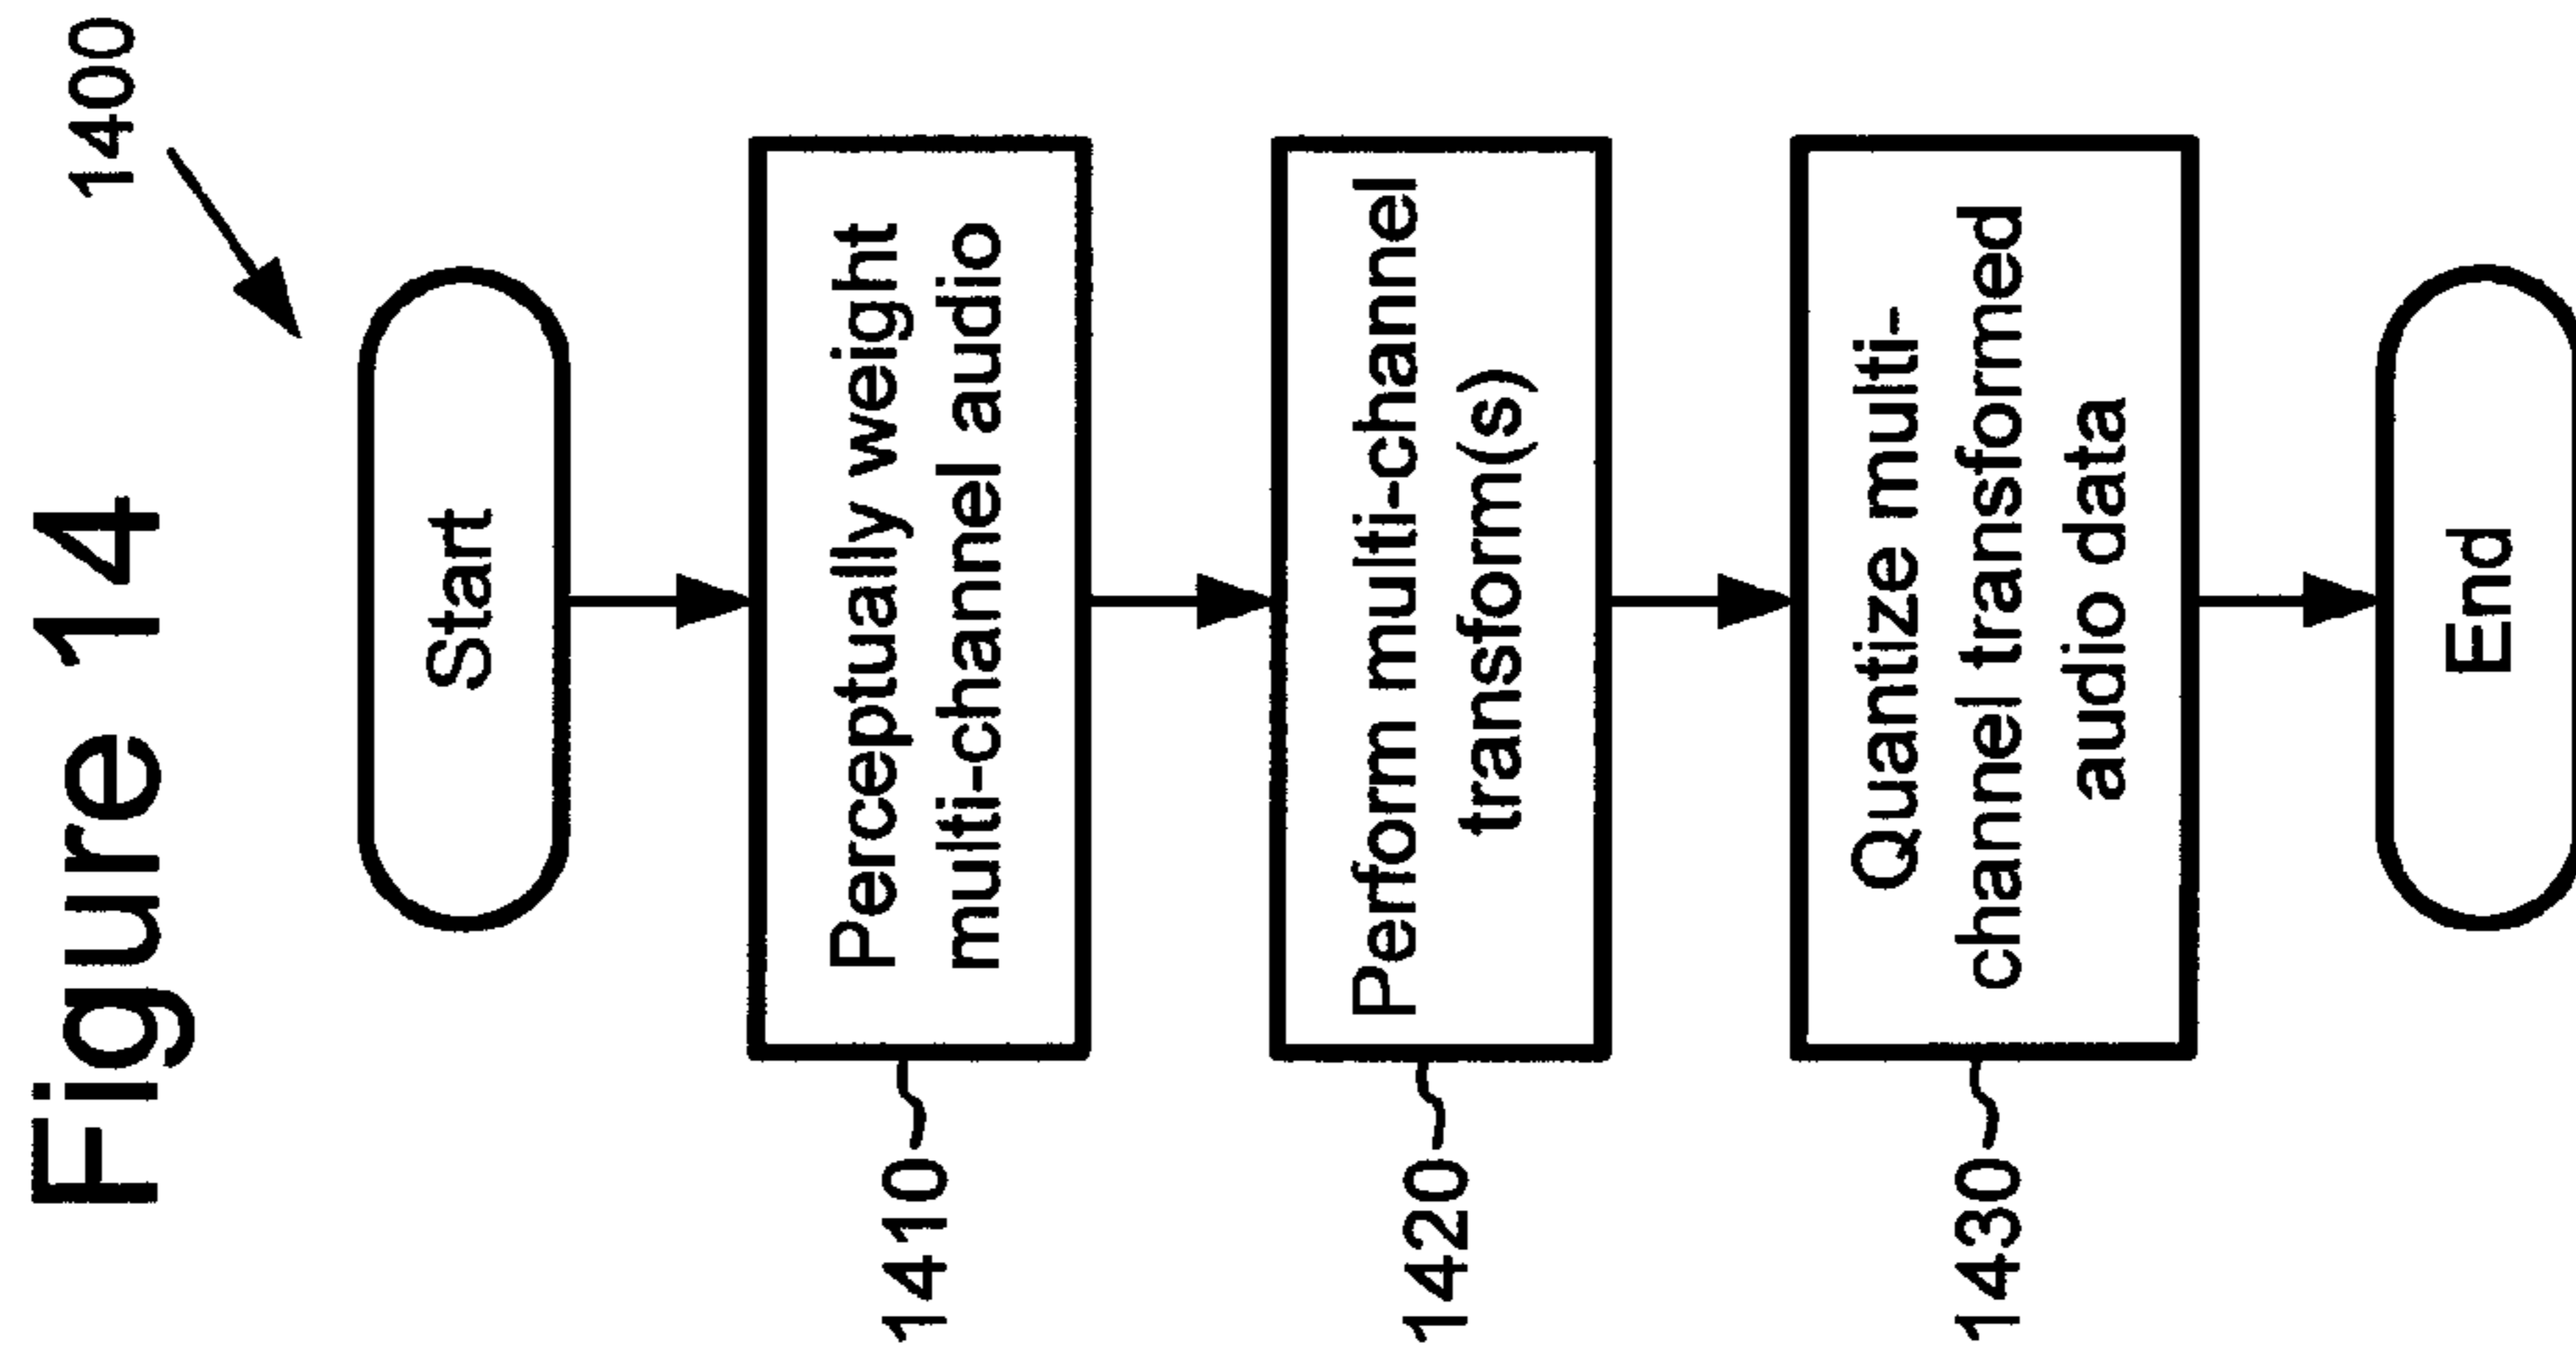 Figure 14
1400
Start
1410
Perceptually weight
multi-channel audio
1420
Perform multi-channel
transform(s)
1430
Quantize multi-
channel transformed
audio data
End